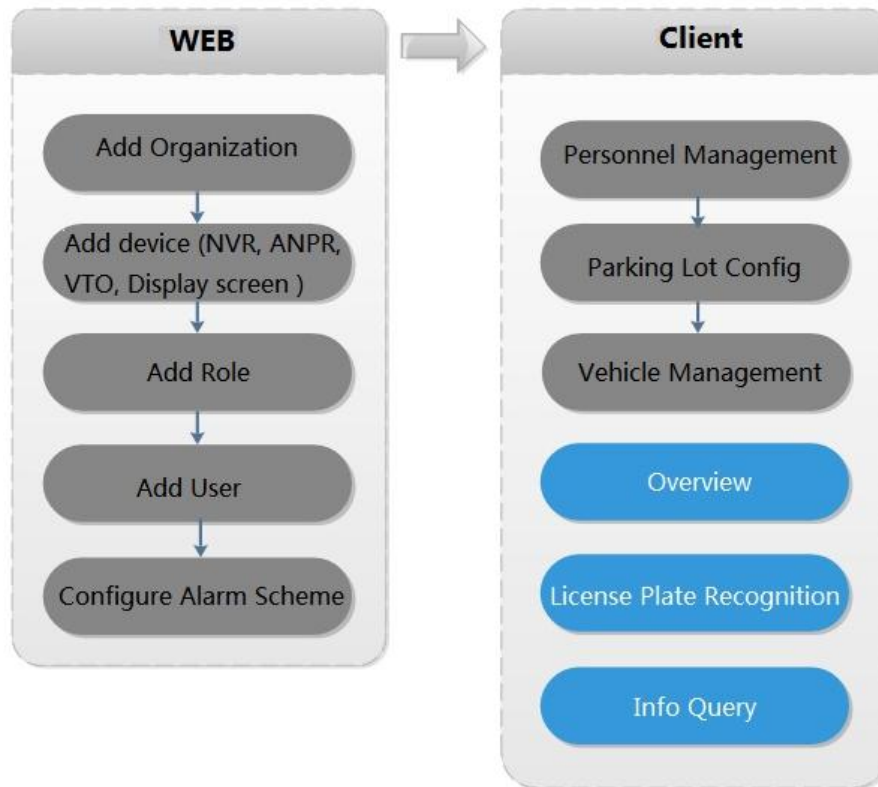 WEB
Add Organization
Add device (NVR, ANPR,
VTO, Display screen )
Add Role
Add User
Configure Alarm Scheme
Client
Personnel Management
Parking Lot Config
Vehicle Management
Overview
License Plate Recognition
Info Query